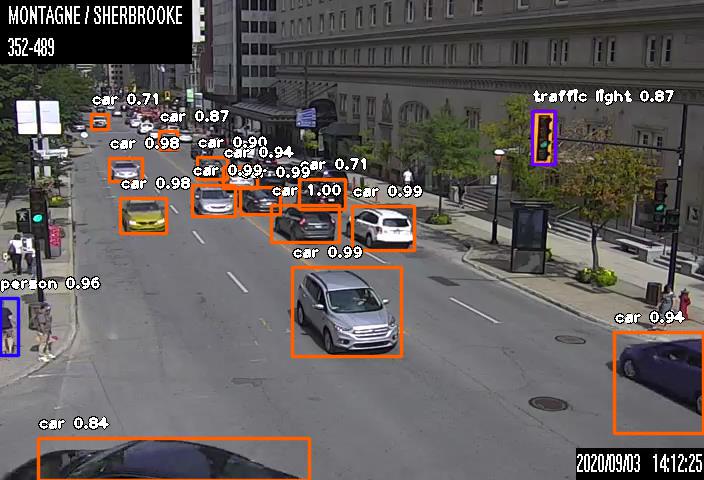 MONTAGNE / SHERBROOKE
352-489
car 0.71
car 0.87
traffic light 0.87
car 0.98
car 0.90
car 0.94
car 0.99
0.99
car 0.71
car 0.98
car 1.00
car 0.99
car 0.99
person 0.96
car 0.94
car 0.84
2020/09/03 14:12:25